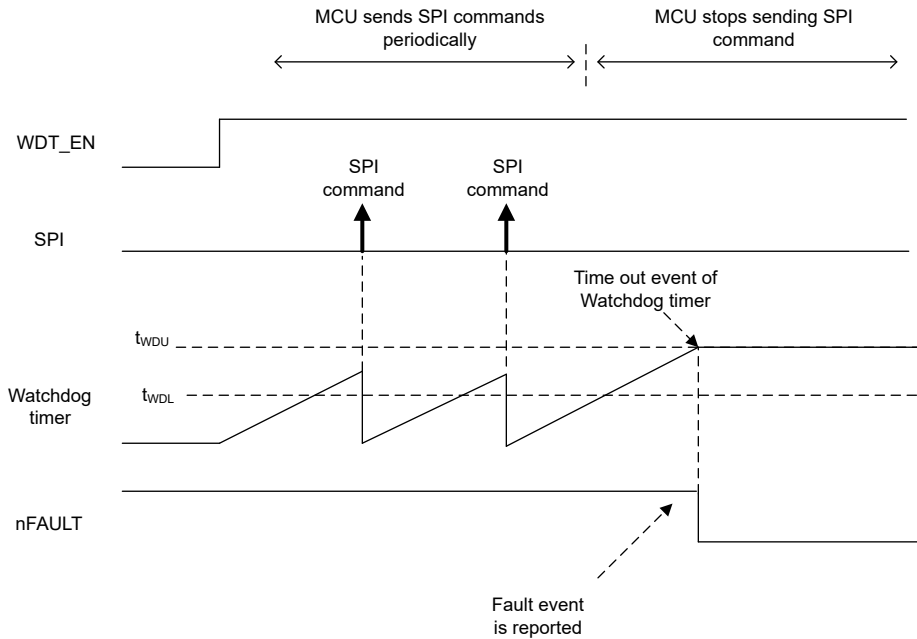 MCU sends SPI commands
periodically
MCU stops sending SPI
command
WDT_EN
SPI
command
SPI
command
SPI
Time out event of
Watchdog timer
tWDU
tWDL
Watchdog
timer
nFAULT
Fault event
is reported